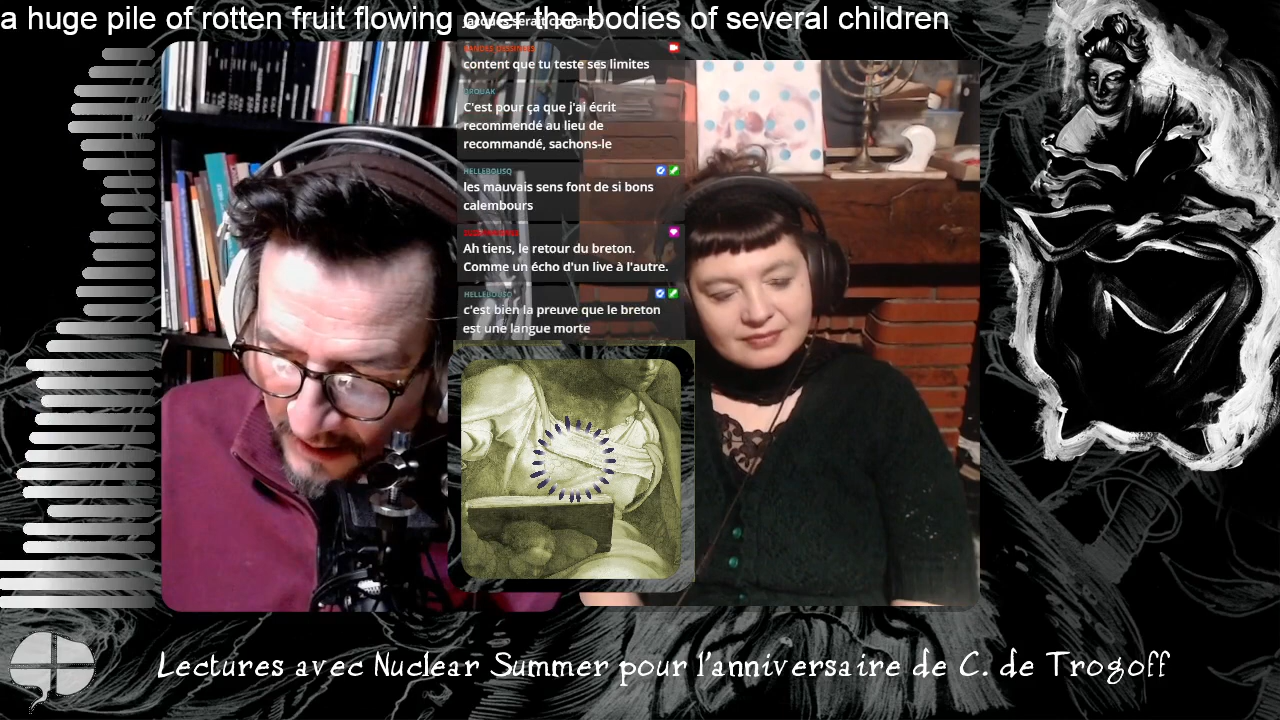 a huge pile of rotten fruit flowing over the bodies of several children
content que tu teste ses limites
GROUAK
C'est pour ça que j'ai écrit
recommendé au lieu de
recommandé, sachons-le
HELLEBOUSQ
les mauvais sens font de si bons
calembours
Ah tiens, le retour du breton.
Comme un écho d'un live à l'autre.
HELLEBOUSQ
c'est bien la preuve que le breton
est une langue morte
Lectures avec Nuclear Summer pour l'anniversaire de C. de Trogoff